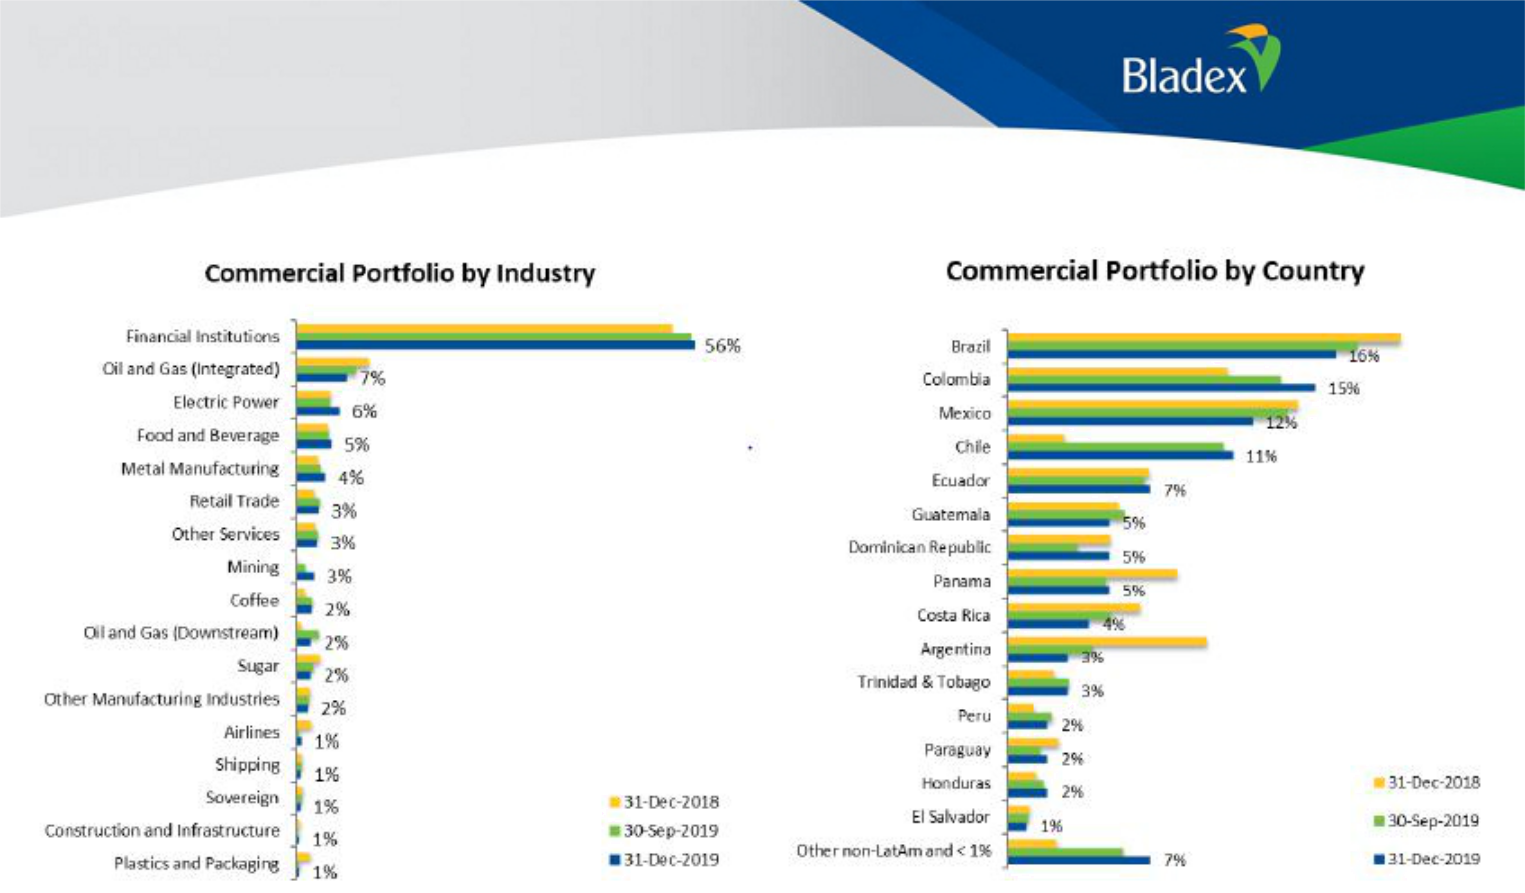 Bladex
Commercial Portfolio by Industry
Financial Institutions 56%
Oil and Gas (Integrated) 7%
Electric Power 6%
Food and Beverage 5%
Metal Manufacturing 4%
Retail Trade 3%
Other Services 3%
Mining 3%
Coffee 2%
Oil and Gas (Downstream) 2%
Sugar 2%
Other Manufacturing Industries 2%
Airlines 1%
Shipping 1%
Sovereign 1%
Construction and Infrastructure 1%
Plastics and Packaging 1%
31-Dec-2018
30-Sep-2019
31-Dec-2019
Commercial Portfolio by Country
Brazil 16%
Colombia 15%
Mexico 12%
Chile 11%
Ecuador 7%
Guatemala 5%
Dominican Republic 5%
Panama 5%
Costa Rica 4%
Argentina 3%
Trinidad & Tobago 3%
Peru 2%
Paraguay 2%
Honduras 2%
El Salvador 1%
Other non-LatAm and < 1% 7%
31-Dec-2018
30-Sep-2019
31-Dec-2019